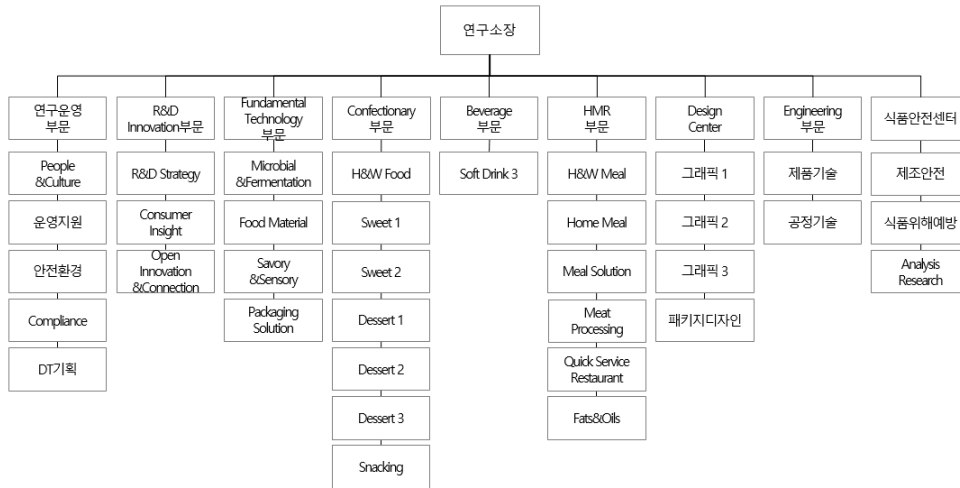 연구소장
연구운영
부문
R&D
Innovation부문
Fundamental
Technology
부문
Confectionary
부문
Beverage
부문
HMR
부문
Design
Center
Engineering
부문
식품안전센터
People
&Culture
운영지원
안전환경
Compliance
DT기획
R&D Strategy
Consumer
Insight
Open
Innovation
&Connection
Microbial
&Fermentation
Food Material
Savory
&Sensory
Packaging
Solution
H&W Food
Sweet 1
Sweet 2
Dessert 1
Dessert 2
Dessert 3
Snacking
Soft Drink 3
H&W Meal
Home Meal
Meal Solution
Meat
Processing
Quick Service
Restaurant
Fats&Oils
그래픽 1
그래픽 2
그래픽 3
패키지디자인
제품기술
공정기술
제조안전
식품위해예방
Analysis
Research